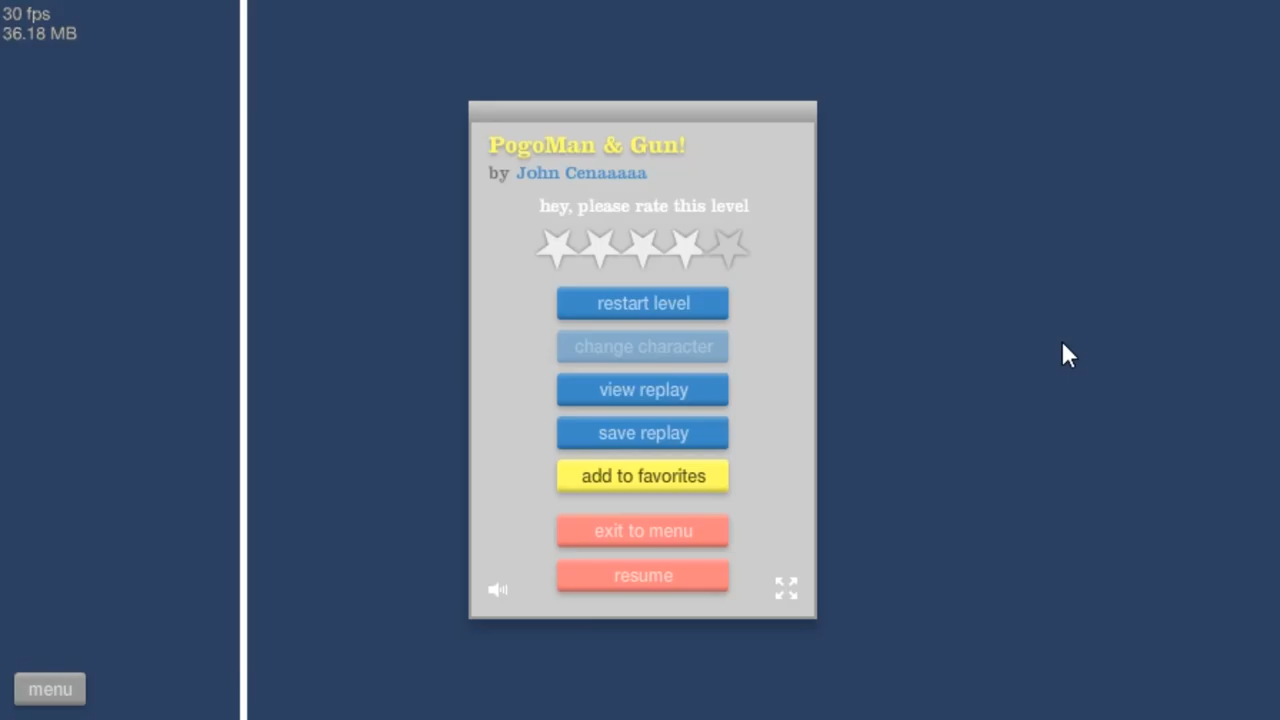 30 fps
36.18 MB
PogoMan & Gun!
by John Cenaaaaa
hey, please rate this level
restart level
change character
view replay
save replay
add to favorites
exit to menu
resume
menu